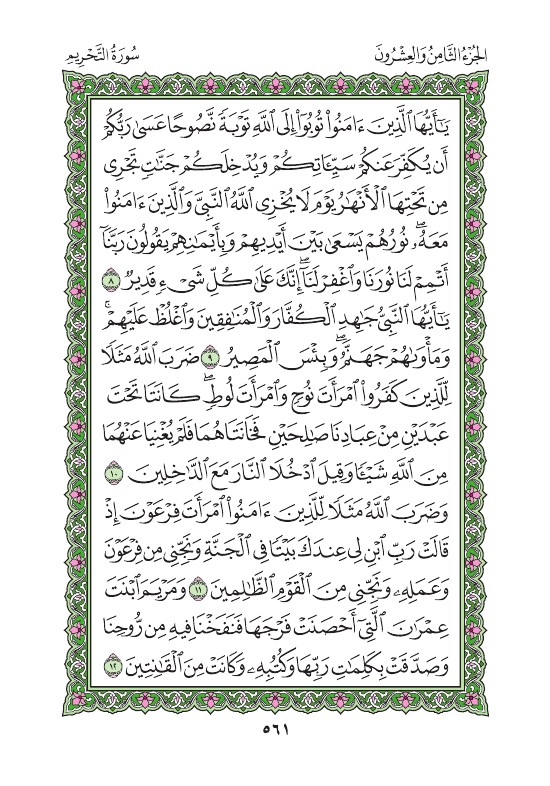 الجزء الثامن والعشرون
سورة التحريم
يَٰٓأَيُّهَا ٱلَّذِينَ ءَامَنُوا۟ تُوبُوٓا۟ إِلَى ٱللَّهِ تَوْبَةً نَّصُوحًا عَسَىٰ رَبُّكُمْ
أَن يُكَفِّرَ عَنكُمْ سَيِّـَٔاتِكُمْ وَيُدْخِلَكُمْ جَنَّٰتٍ تَجْرِى
مِن تَحْتِهَا ٱلْأَنْهَٰرُ يَوْمَ لَا يُخْزِى ٱللَّهُ ٱلنَّبِىَّ وَٱلَّذِينَ ءَامَنُوا۟
مَعَهُۥ ۖ نُورُهُمْ يَسْعَىٰ بَيْنَ أَيْدِيهِمْ وَبِأَيْمَٰنِهِمْ يَقُولُونَ رَبَّنَآ
أَتْمِمْ لَنَا نُورَنَا وَٱغْفِرْ لَنَآ ۖ إِنَّكَ عَلَىٰ كُلِّ شَىْءٍ قَدِيرٌ ٨
يَٰٓأَيُّهَا ٱلنَّبِىُّ جَٰهِدِ ٱلْكُفَّارَ وَٱلْمُنَٰفِقِينَ وَٱغْلُظْ عَلَيْهِمْ ۚ
وَمَأْوَىٰهُمْ جَهَنَّمُ ۖ وَبِئْسَ ٱلْمَصِيرُ ٩ ضَرَبَ ٱللَّهُ مَثَلًا
لِّلَّذِينَ كَفَرُوا۟ ٱمْرَأَتَ نُوحٍ وَٱمْرَأَتَ لُوطٍ ۖ كَانَتَا تَحْتَ
عَبْدَيْنِ مِنْ عِبَادِنَا صَٰلِحَيْنِ فَخَانَتَاهُمَا فَلَمْ يُغْنِيَا عَنْهُمَا
مِنَ ٱللَّهِ شَيْـًٔا وَقِيلَ ٱدْخُلَا ٱلنَّارَ مَعَ ٱلدَّٰخِلِينَ ١٠
وَضَرَبَ ٱللَّهُ مَثَلًا لِّلَّذِينَ ءَامَنُوا۟ ٱمْرَأَتَ فِرْعَوْنَ إِذْ
قَالَتْ رَبِّ ٱبْنِ لِى عِندَكَ بَيْتًا فِى ٱلْجَنَّةِ وَنَجِّنِى مِن فِرْعَوْنَ
وَعَمَلِهِۦ وَنَجِّنِى مِنَ ٱلْقَوْمِ ٱلظَّٰلِمِينَ ١١ وَمَرْيَمَ ٱبْنَتَ
عِمْرَٰنَ ٱلَّتِىٓ أَحْصَنَتْ فَرْجَهَا فَنَفَخْنَا فِيهِ مِن رُّوحِنَا
وَصَدَّقَتْ بِكَلِمَٰتِ رَبِّهَا وَكُتُبِهِۦ وَكَانَتْ مِنَ ٱلْقَٰنِتِينَ ١٢
٥٦١